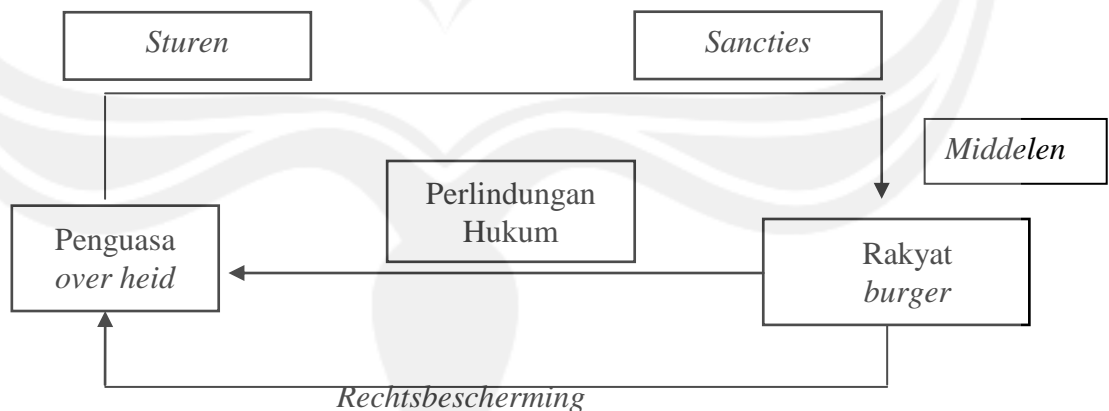 Sturen
Sancties
Middelen
Perlindungan
Hukum
Penguasa
over heid
Rakyat
burger
Rechtsbescherming